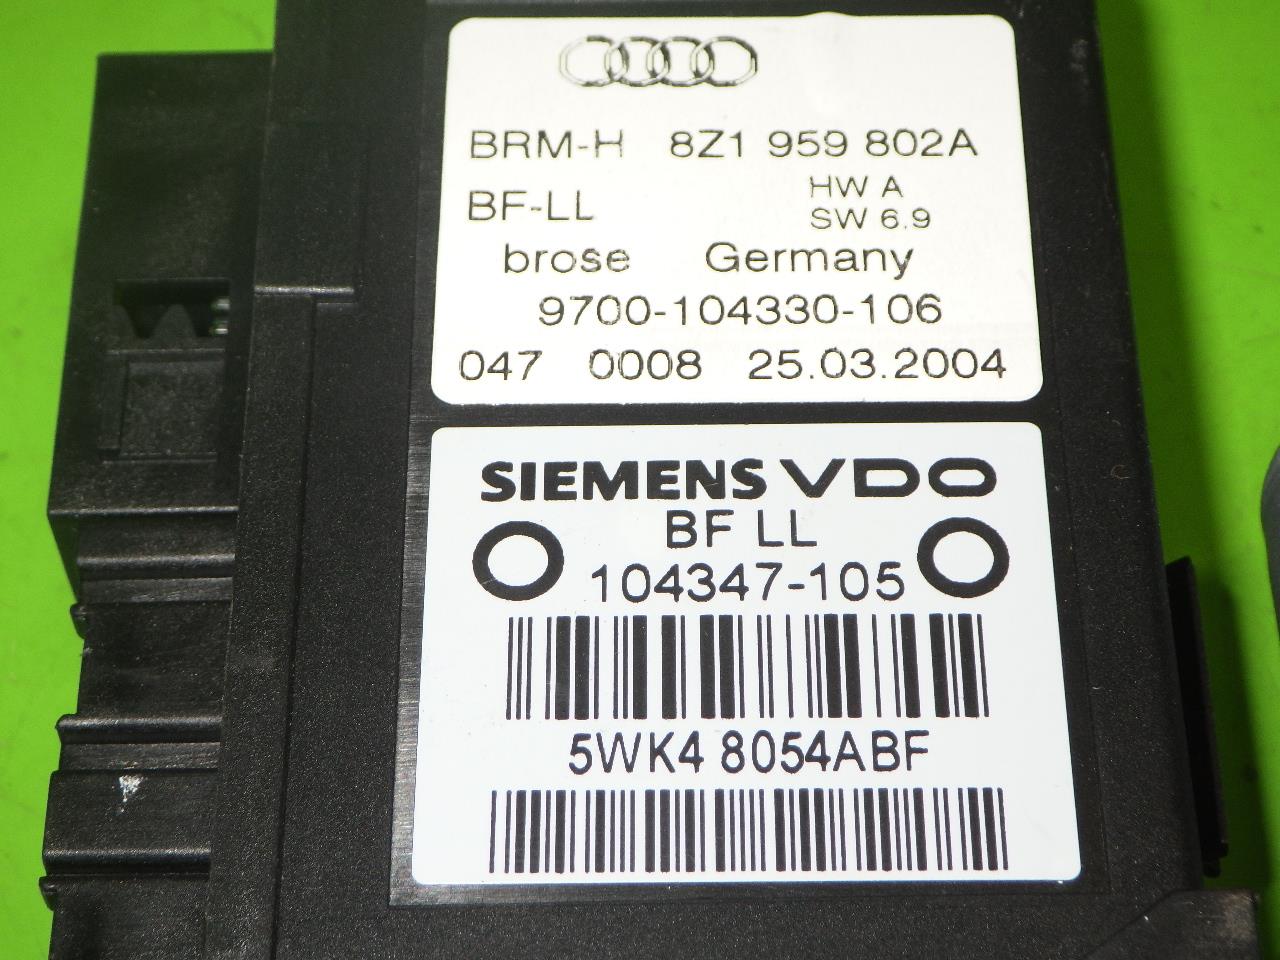 BRM-H 8Z1 959 802A
HW A
BF-LL
SW 6.9
brose Germany
9700-104330-106
047 0008 25.03.2004
SIEMENS VDO
BF LL
104347-105
5WK4 8054ABF